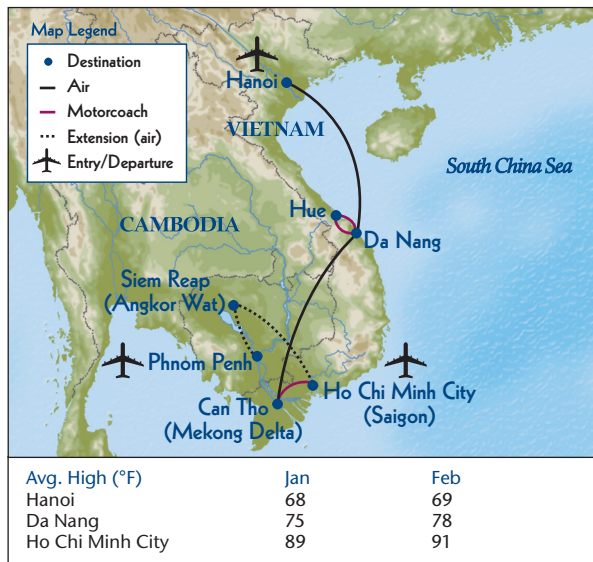 Map Legend
Destination
Air
Motorcoach
Extension (air)
Entry/Departure
Hanoi
VIETNAM
South China Sea
Hue
Da Nang
CAMBODIA
Siem Reap
(Angkor Wat)
Phnom Penh
Ho Chi Minh City
(Saigon)
Can Tho
(Mekong Delta)
Avg. High (°F) Jan Feb
Hanoi 68 69
Da Nang 75 78
Ho Chi Minh City 89 91